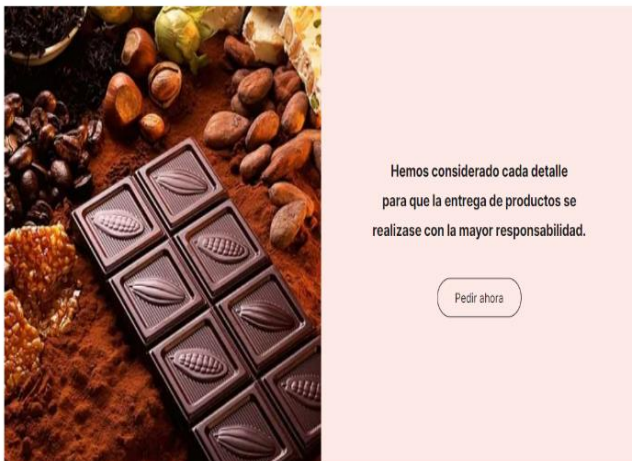 Hemos considerado cada detalle
para que la entrega de productos se
realizase con la mayor responsabilidad.
Pedir ahora